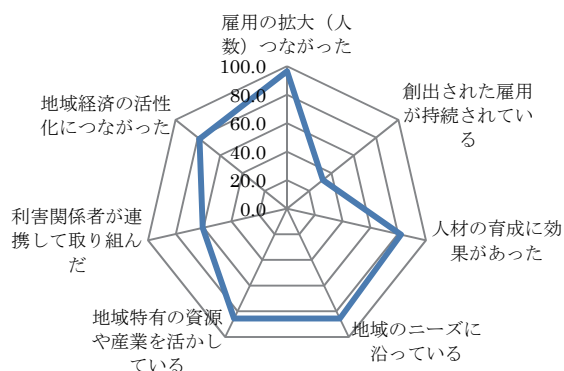 雇用の拡大（人
数）つながった
創出された雇用
が持続されてい
る
人材の育成に効
果があった
地域のニーズに
沿っている
地域特有の資源
や産業を活かし
ている
利害関係者が連
携して取り組ん
だ
地域経済の活性
化につながった
100.0
80.0
60.0
40.0
20.0
0.0